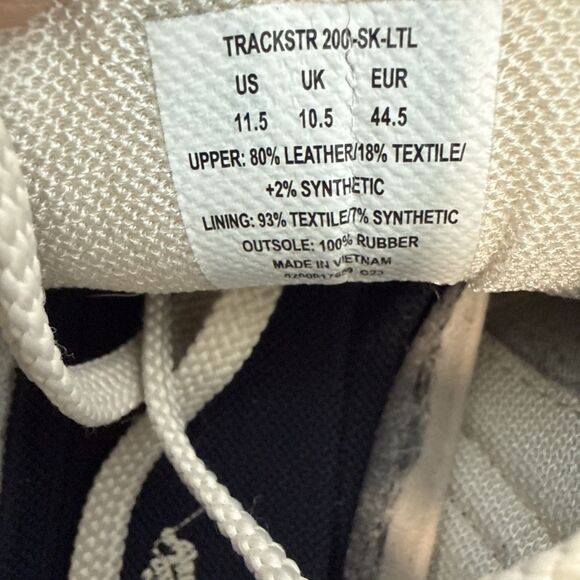 TRACKSTR 200-SK-LTL
US UK EUR
11.5 10.5 44.5
UPPER: 80% LEATHER/18% TEXTILE/
+2% SYNTHETIC
LINING: 93% TEXTILE/7% SYNTHETIC
OUTSOLE: 100% RUBBER
MADE IN VIETNAM